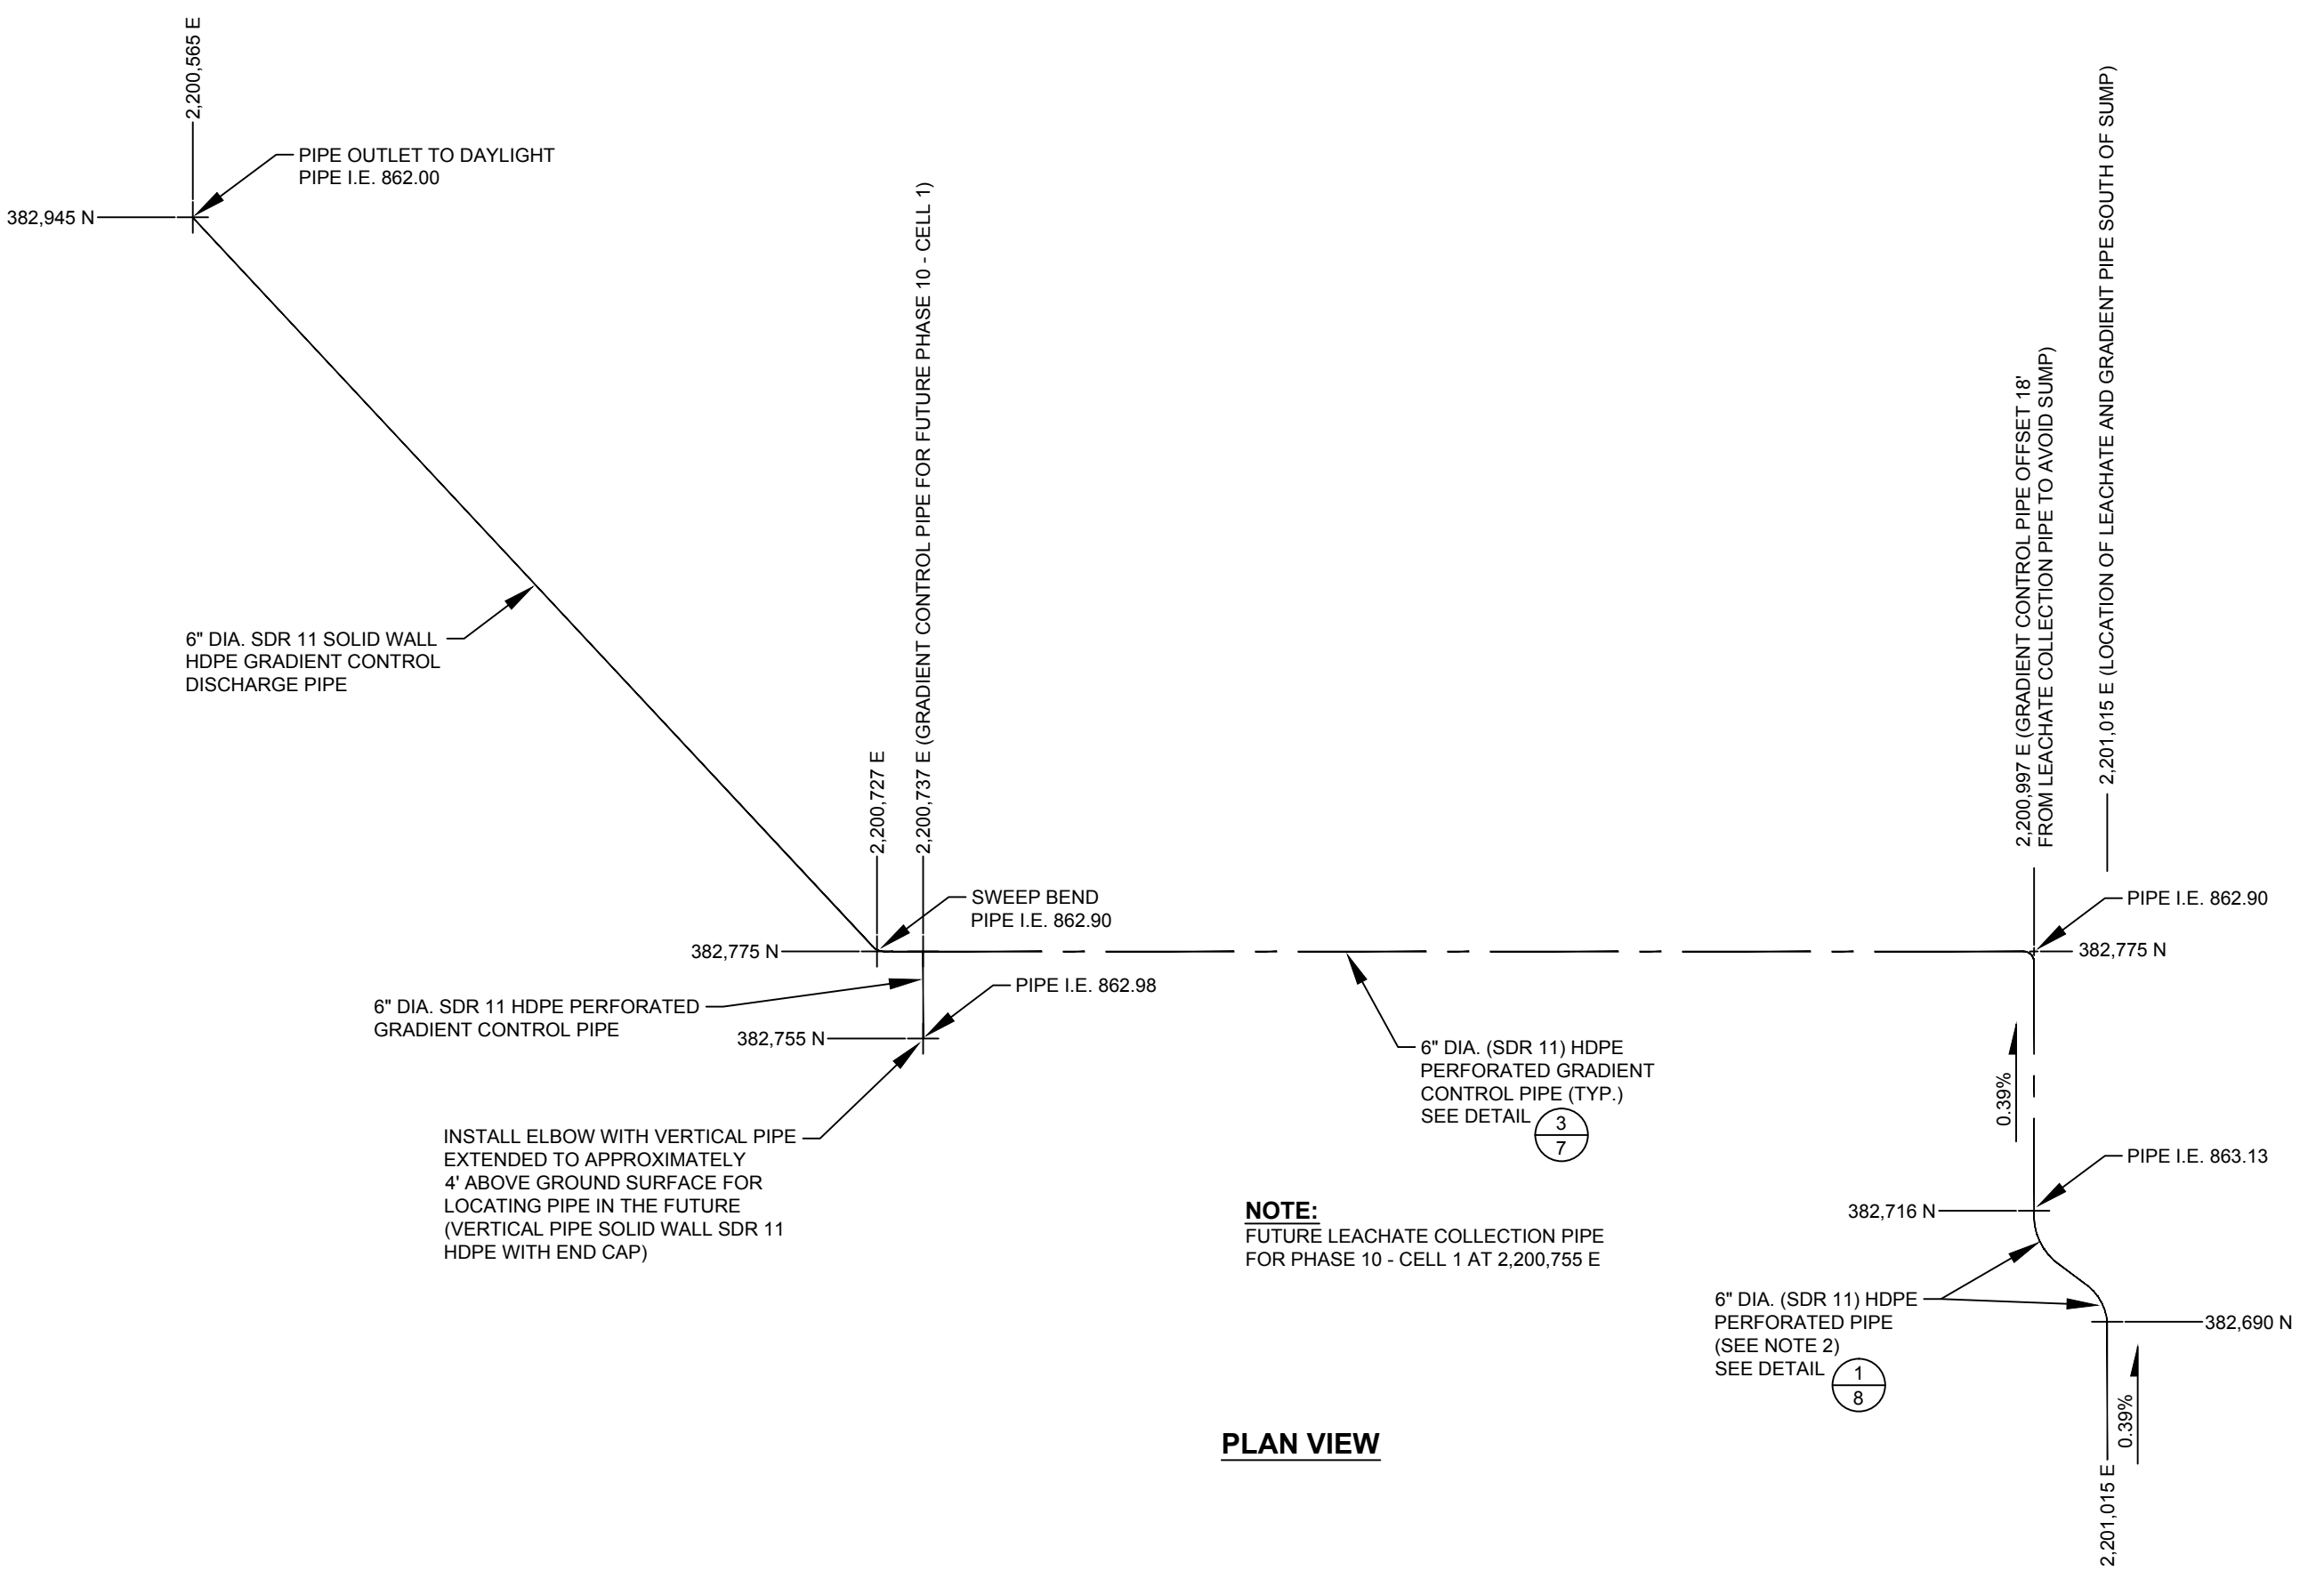 2,200,565 E
PIPE OUTLET TO DAYLIGHT
PIPE I.E. 862.00
382,945 N
2,200,737 E (GRADIENT CONTROL PIPE FOR FUTURE PHASE 10 - CELL 1)
2,201,015 E (LOCATION OF LEACHATE AND GRADIENT PIPE SOUTH OF SUMP)
2,200,997 E (GRADIENT CONTROL PIPE OFFSET 18'
FROM LEACHATE COLLECTION PIPE TO AVOID SUMP)
6" DIA. SDR 11 SOLID WALL
HDPE GRADIENT CONTROL
DISCHARGE PIPE
2,200,727 E
SWEEP BEND
PIPE I.E. 862.90
PIPE I.E. 862.90
382,775 N
382,775 N
PIPE I.E. 862.98
6" DIA. SDR 11 HDPE PERFORATED
GRADIENT CONTROL PIPE
382,755 N
6" DIA. (SDR 11) HDPE
PERFORATED GRADIENT
CONTROL PIPE (TYP.)
SEE DETAIL
3
7
0.39%
INSTALL ELBOW WITH VERTICAL PIPE
EXTENDED TO APPROXIMATELY
4' ABOVE GROUND SURFACE FOR
LOCATING PIPE IN THE FUTURE
(VERTICAL PIPE SOLID WALL SDR 11
HDPE WITH END CAP)
PIPE I.E. 863.13
NOTE:
FUTURE LEACHATE COLLECTION PIPE
FOR PHASE 10 - CELL 1 AT 2,200,755 E
382,716 N
6" DIA. (SDR 11) HDPE
PERFORATED PIPE
(SEE NOTE 2)
SEE DETAIL
1
8
382,690 N
0.39%
PLAN VIEW
2,201,015 E